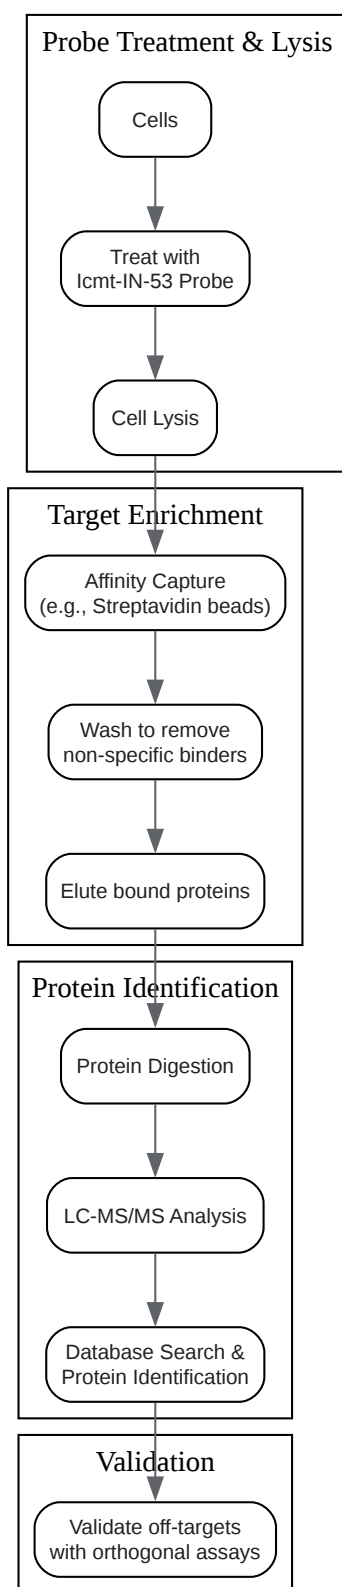 Probe Treatment & Lysis
Cells
Treat with
Icmt-IN-53 Probe
Cell Lysis
Target Enrichment
Affinity Capture
(e.g., Streptavidin beads)
Wash to remove
non-specific binders
Elute bound proteins
Protein Identification
Protein Digestion
LC-MS/MS Analysis
Database Search &
Protein Identification
Validation
Validate off-targets
with orthogonal assays